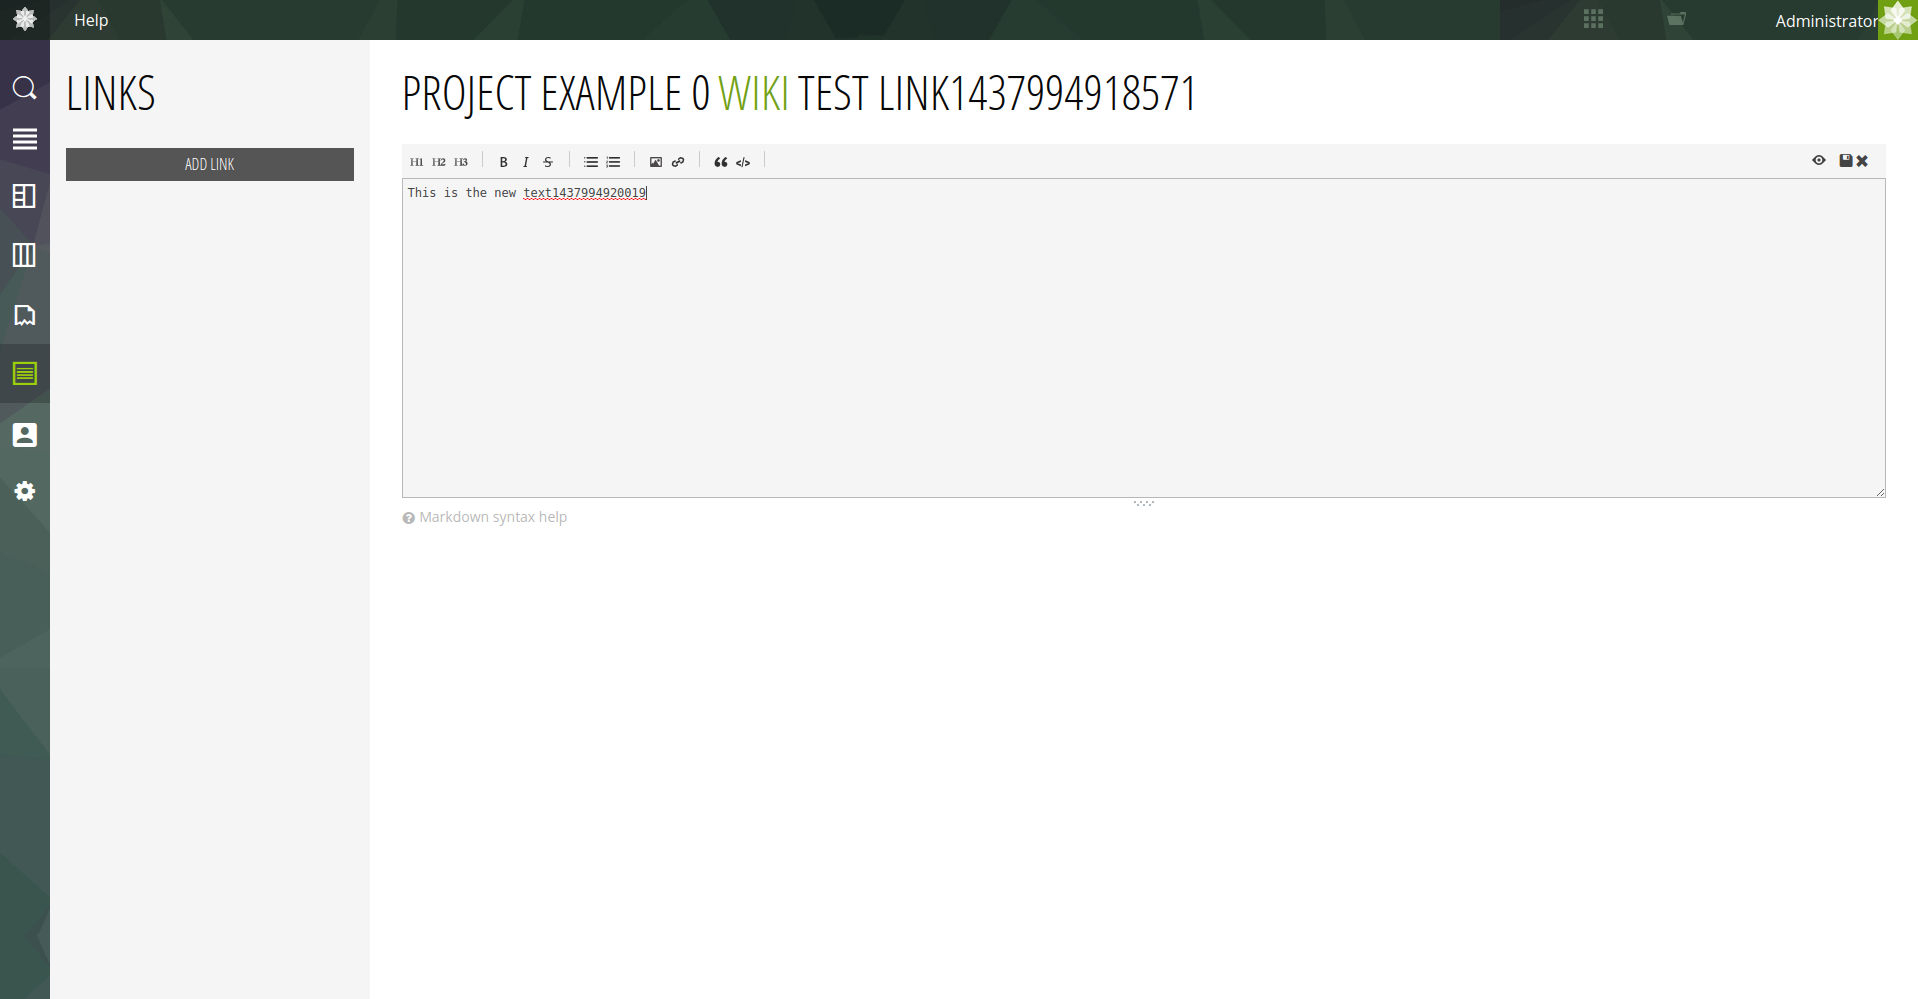 Help
Administrator
LINKS
ADD LINK
PROJECT EXAMPLE 0 WIKI TEST LINK1437994918571
H1 H2 H3 B I S
This is the new text1437994920019
Markdown syntax help